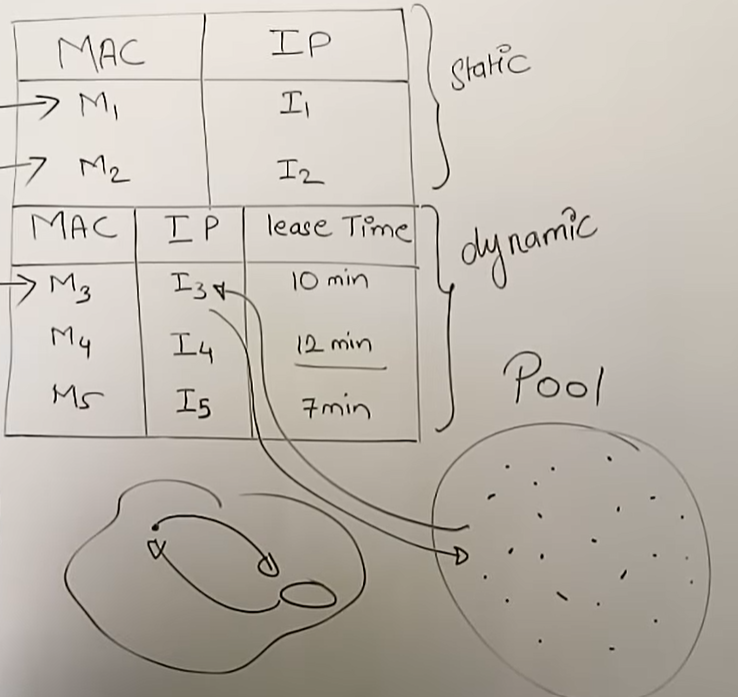 MAC IP
M1 I1
M2 I2
Static
MAC IP lease Time
M3 I3 10 min
M4 I4 12 min
M5 I5 7min
dynamic
Pool